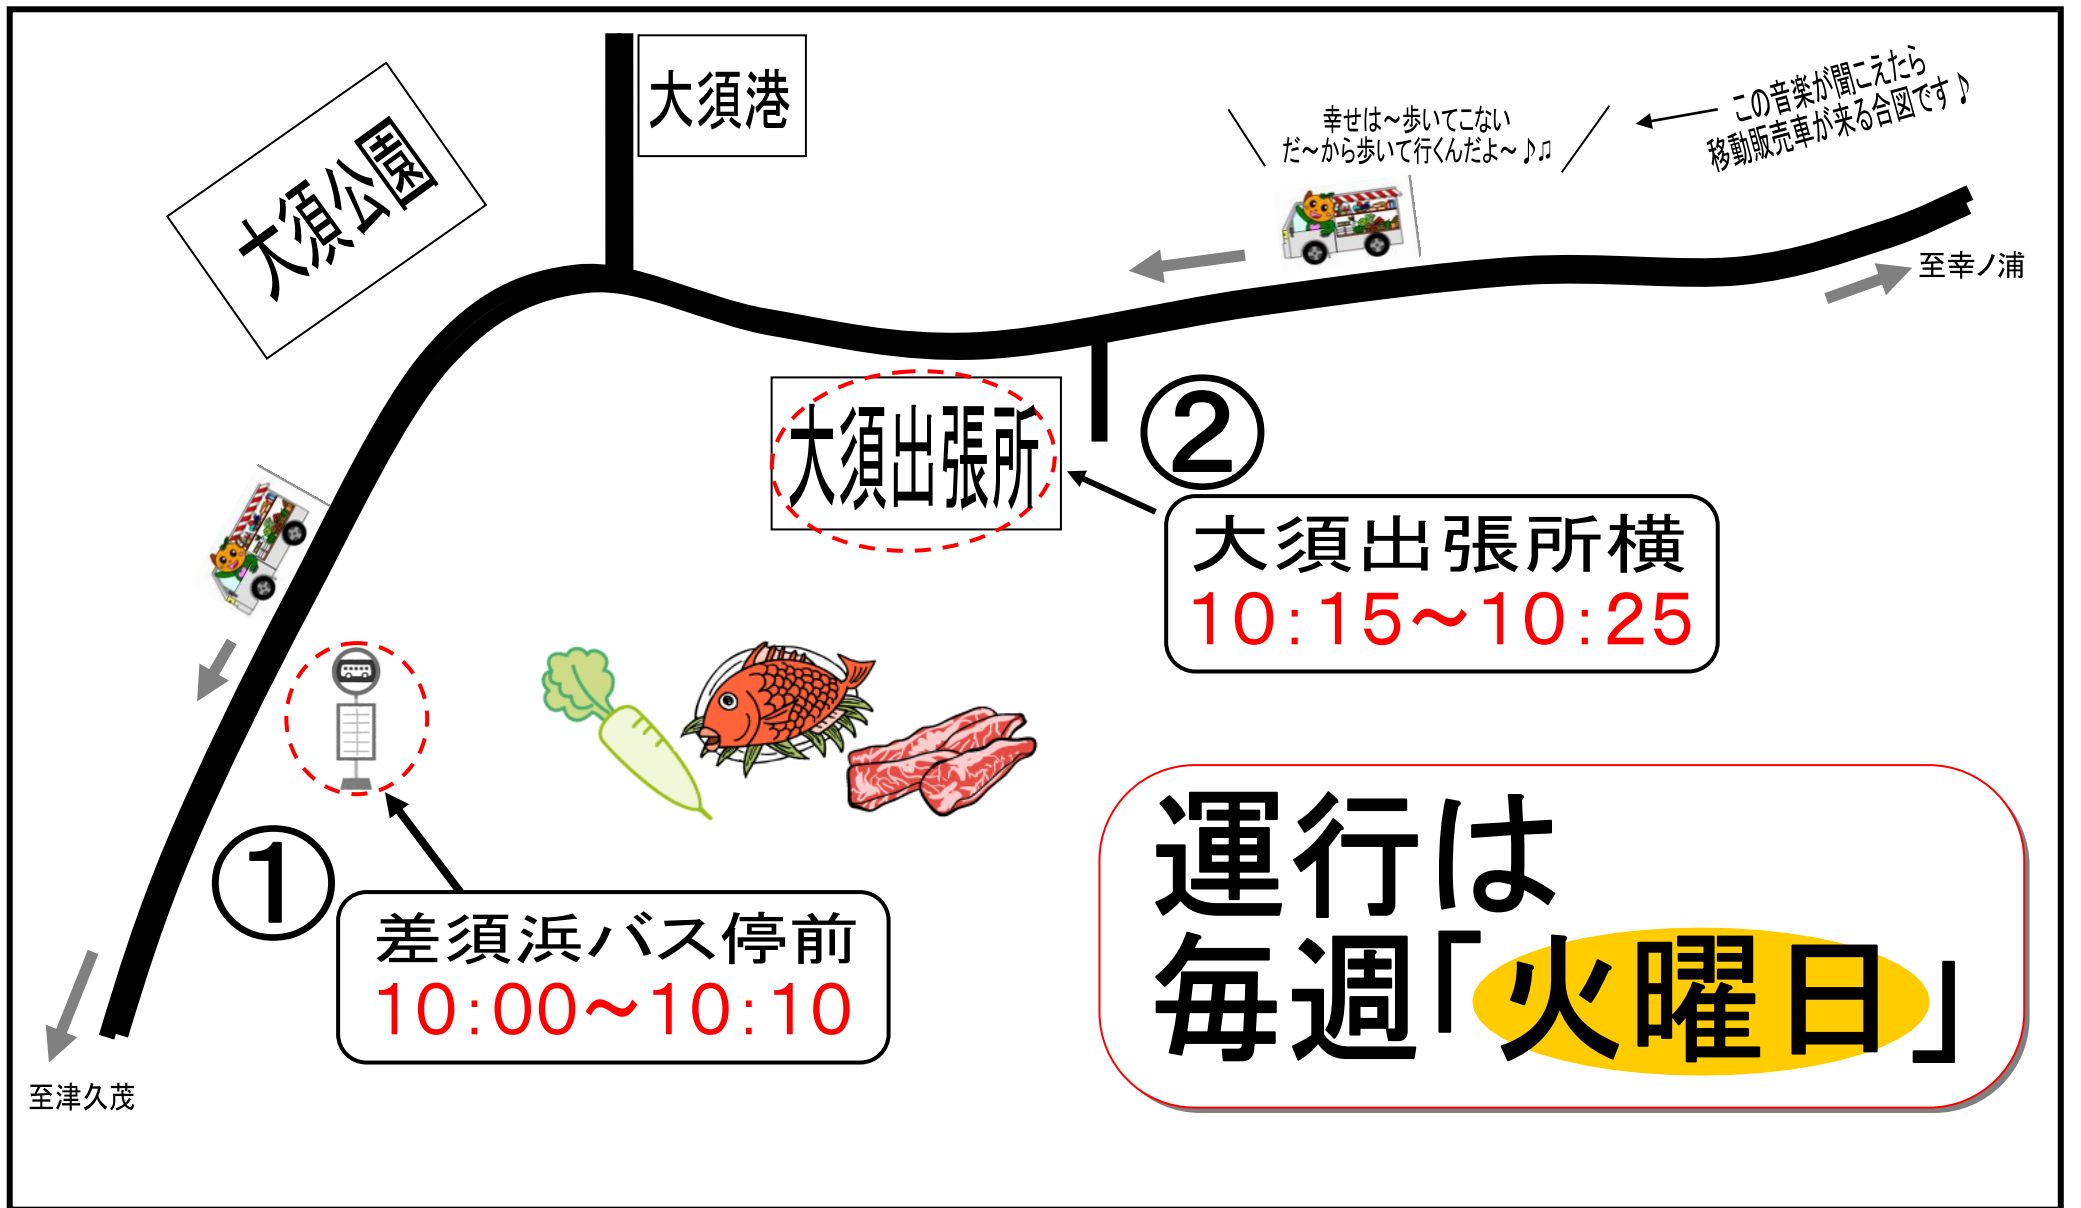 大須港
大須公園
幸せは～歩いてこない
だ～から歩いて行くんだよ～♪♫
この音楽が聞こえたら
移動販売車が来る合図です♪
至幸ノ浦
大須出張所
②
大須出張所横
10：15～10：25
①
差須浜バス停前
10：00～10：10
運行は
毎週「火曜日」
至津久茂